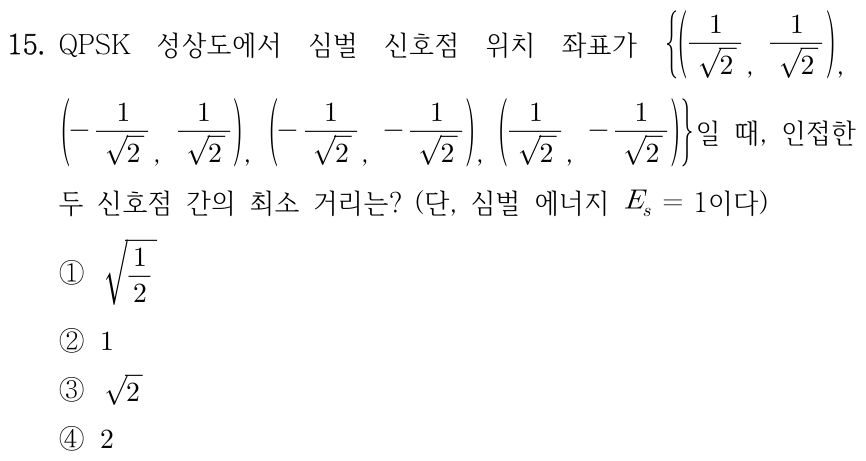 15. QPSK 성상도에서 심벌 신호점 위치 좌표가 {(1/√2, 1/√2),
(-1/√2, 1/√2), (-1/√2, -1/√2), (1/√2, -1/√2)}일 때, 인접한
두 신호점 간의 최소 거리는? (단, 심벌 에너지 Eₛ = 1이다)
① √(1/2)
② 1
③ √2
④ 2